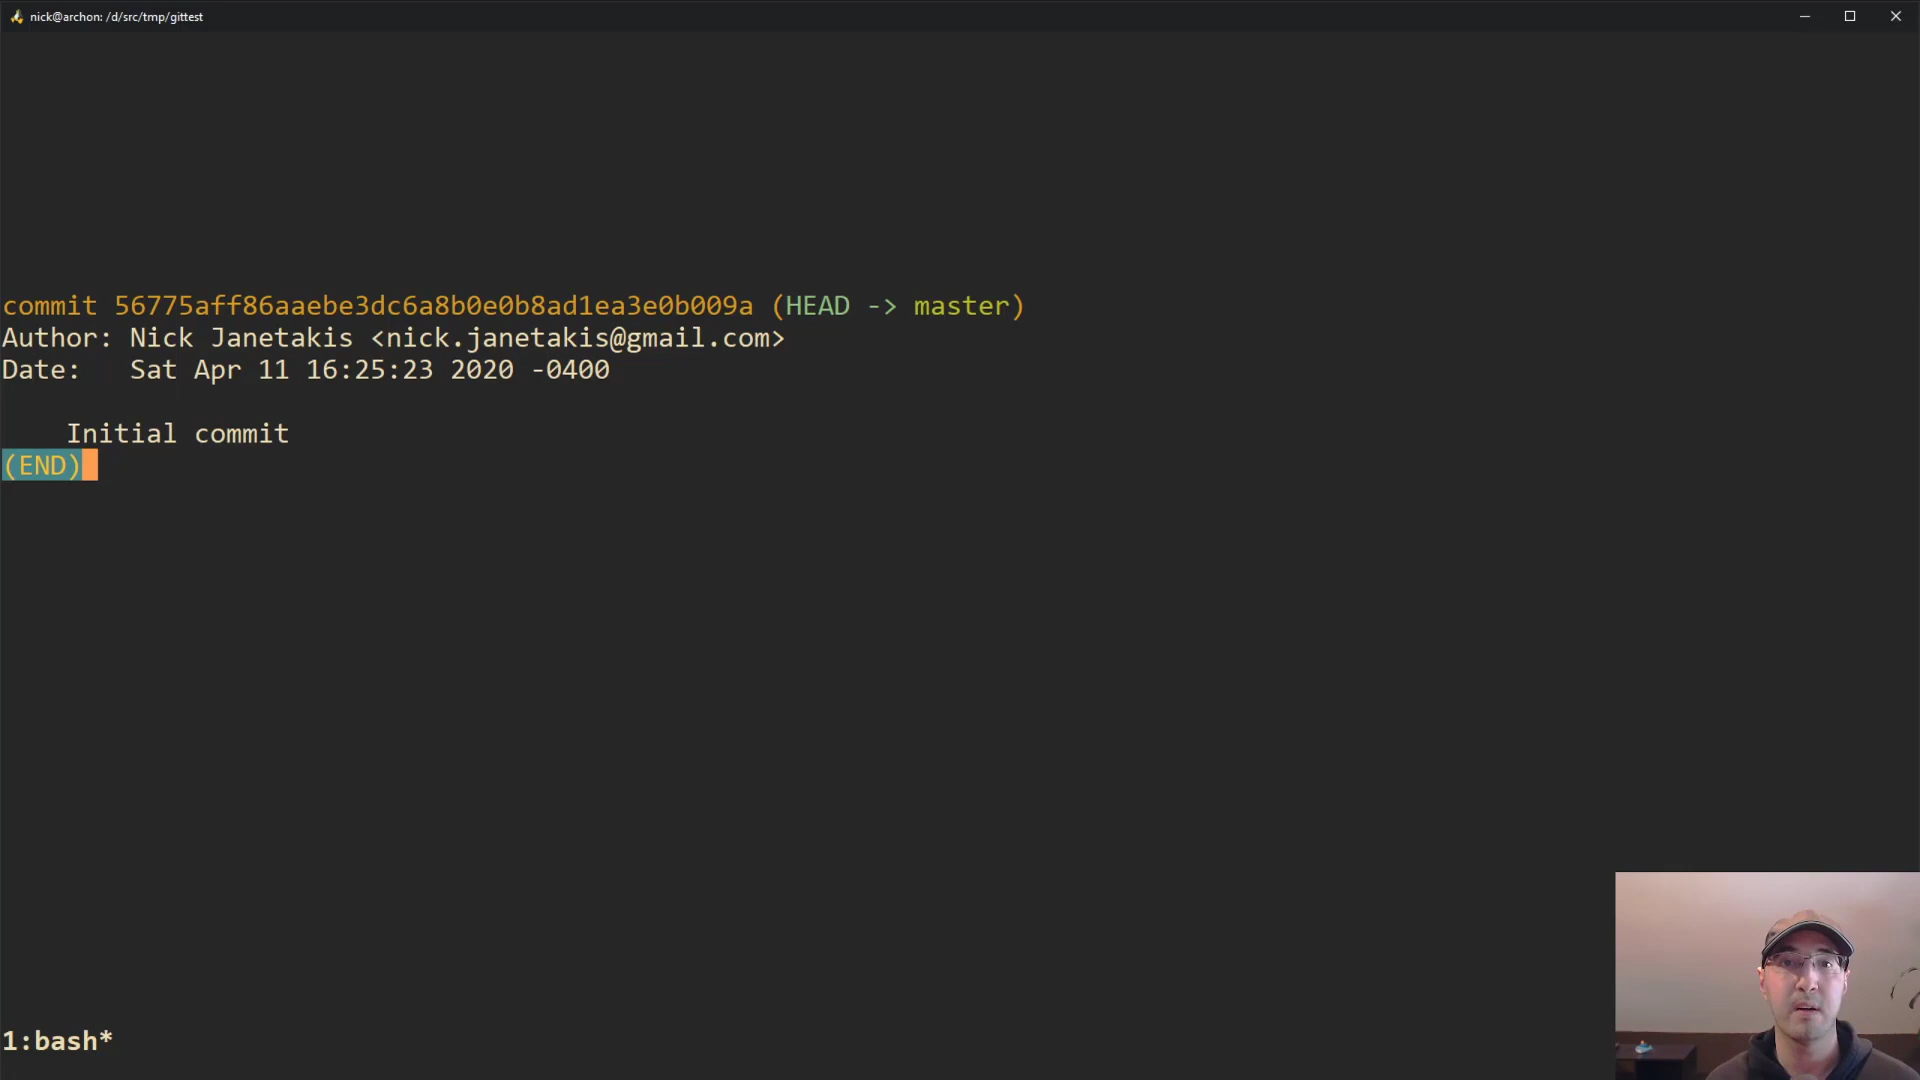 nick@archon: /d/src/tmp/gittest
commit 56775aff86aaebe3dc6a8b0e0b8ad1ea3e0b009a (HEAD -> master)
Author: Nick Janetakis <nick.janetakis@gmail.com>
Date:   Sat Apr 11 16:25:23 2020 -0400
    Initial commit
(END)
1:bash*